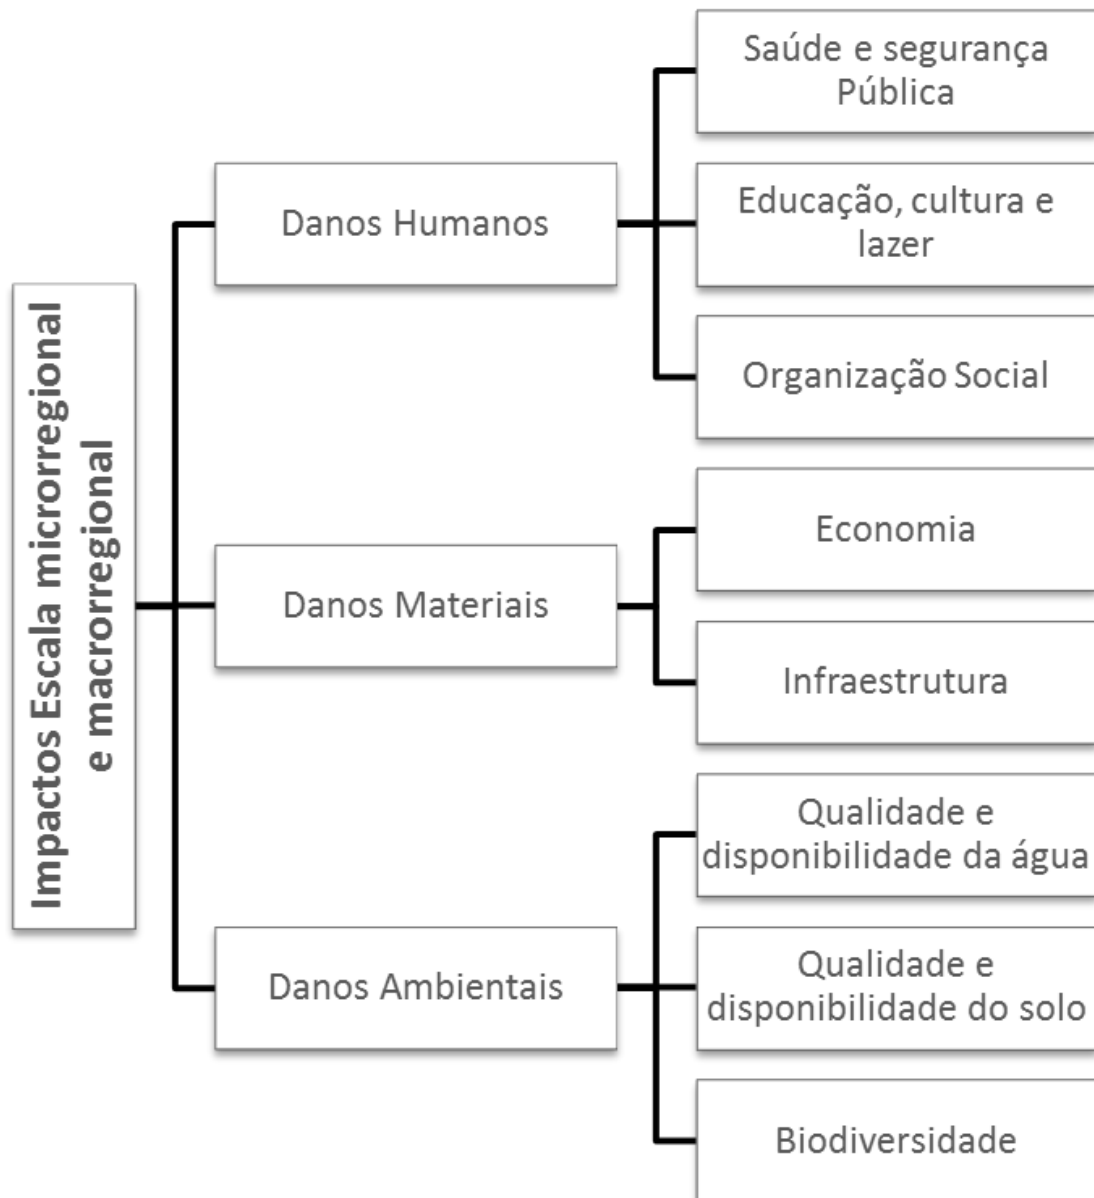 Impactos Escala microrregional
e macrorregional
Danos Humanos
Saúde e segurança
Pública
Educação, cultura e
lazer
Organização Social
Danos Materiais
Economia
Infraestrutura
Danos Ambientais
Qualidade e
disponibilidade da água
Qualidade e
disponibilidade do solo
Biodiversidade